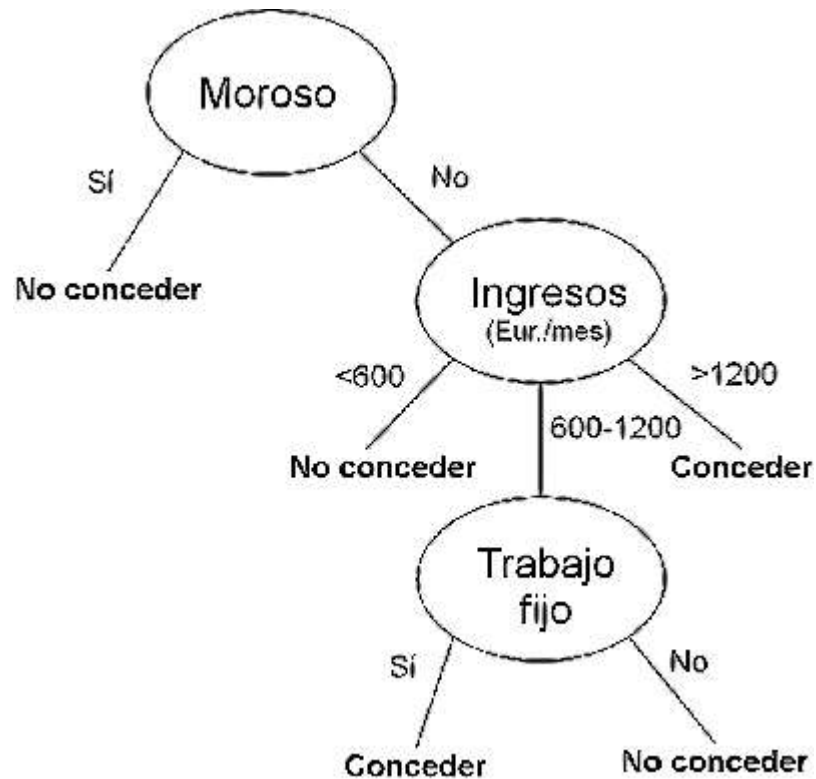 Moroso
Sí
No
No conceder
Ingresos
(Eur./mes)
<600
600-1200
>1200
No conceder
Conceder
Trabajo
fijo
Sí
No
Conceder
No conceder